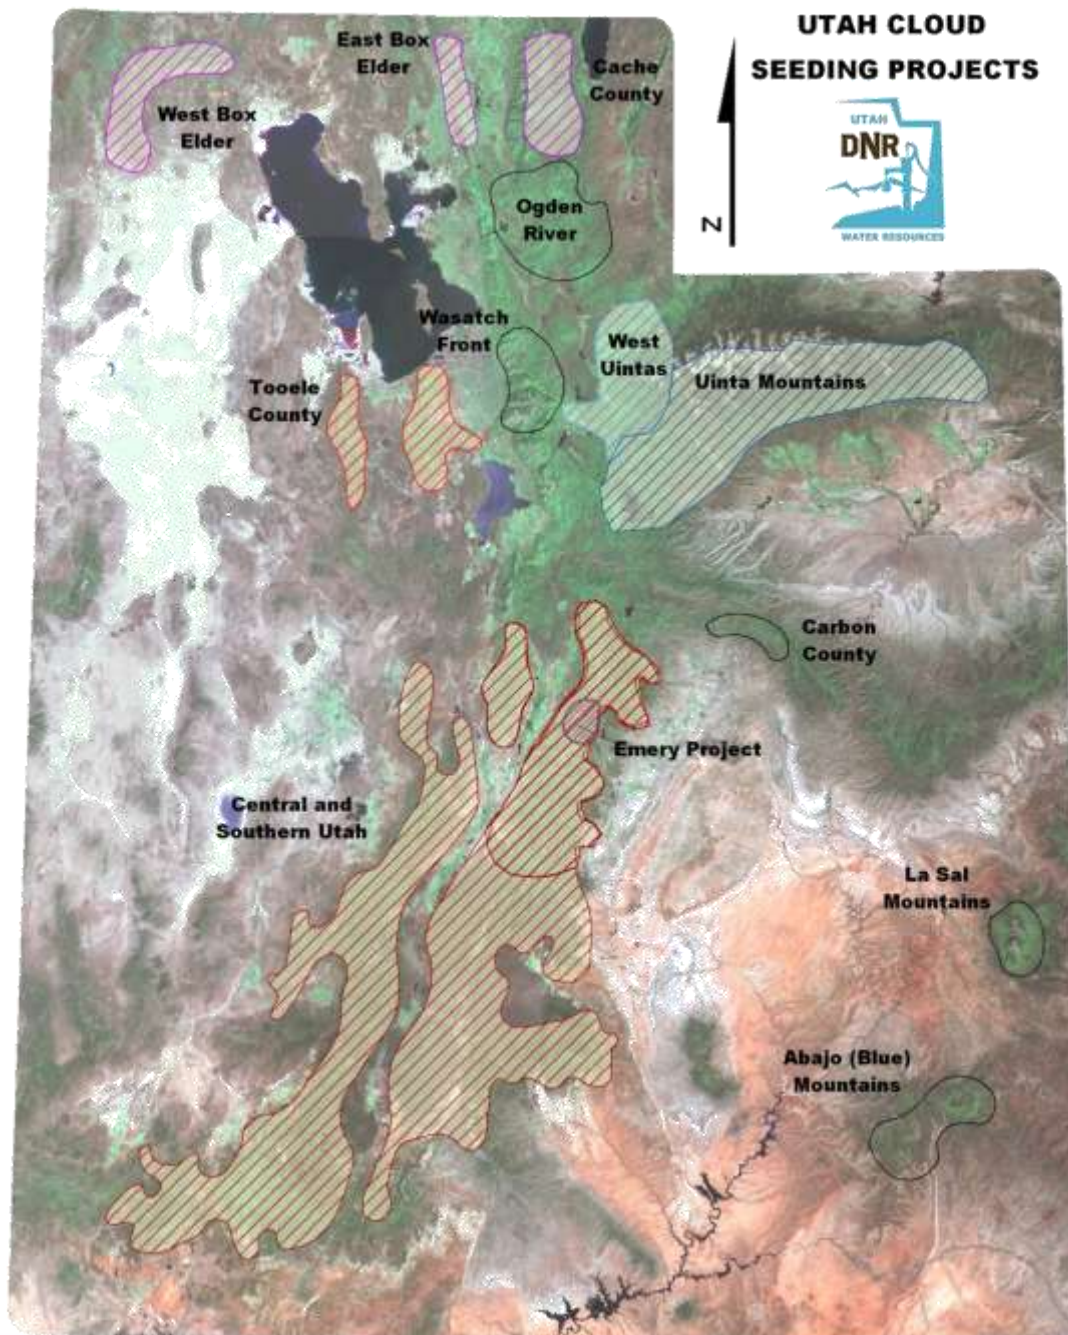 UTAH CLOUD
SEEDING PROJECTS
UTAH
DNR
WATER RESOURCES
N
East Box
Elder
Cache
County
West Box
Elder
Ogden
River
Wasatch
Front
West
Uintas
Uinta Mountains
Tooele
County
Carbon
County
Emery Project
Central and
Southern Utah
La Sal
Mountains
Abajo (Blue)
Mountains